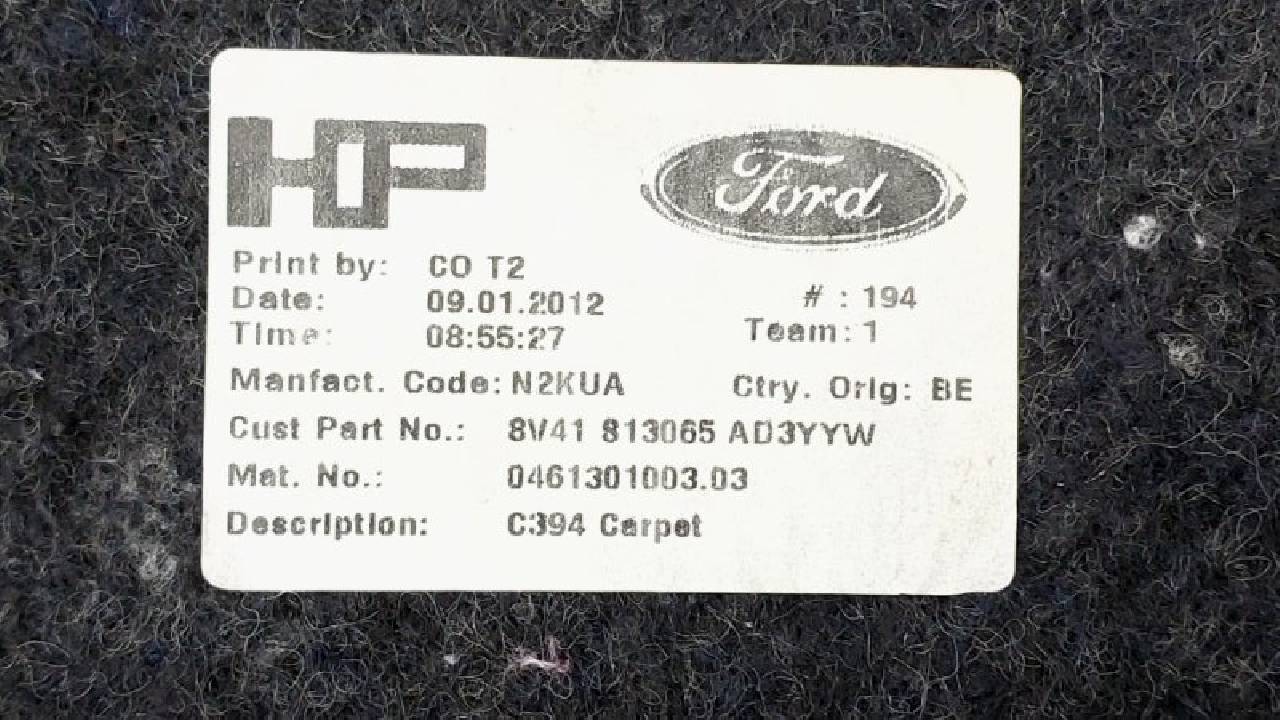 HP
Ford
Print by: CO T2
Date: 09.01.2012 # : 194
Time: 08:55:27 Team: 1
Manfact. Code: N2KUA Ctry. Orig: BE
Cust Part No.: 8V41 813065 AD3YYW
Mat. No.: 0461301003.03
Description: C394 Carpet